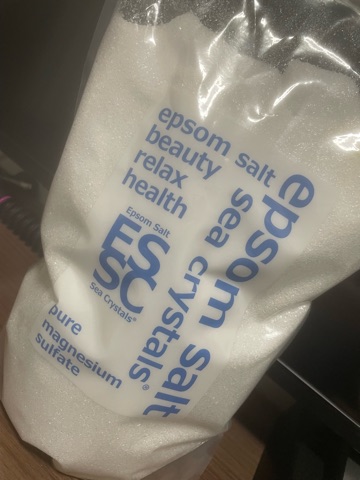 epsom salt
beauty
relax
health
Epsom Salt
ES
SC
Sea Crystals®
pure
magnesium
sulfate
epsom salt
sea crystals®